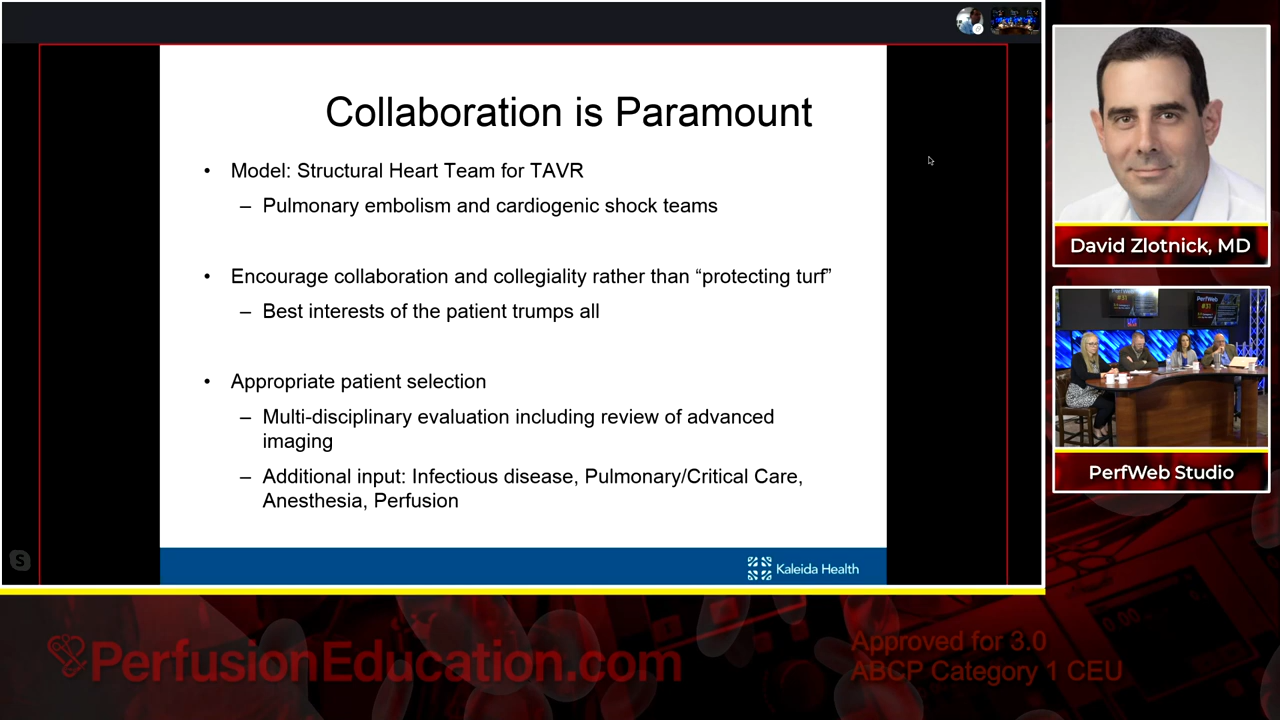 Collaboration is Paramount
• Model: Structural Heart Team for TAVR
– Pulmonary embolism and cardiogenic shock teams
• Encourage collaboration and collegiality rather than “protecting turf”
– Best interests of the patient trumps all
• Appropriate patient selection
– Multi-disciplinary evaluation including review of advanced
imaging
– Additional input: Infectious disease, Pulmonary/Critical Care,
Anesthesia, Perfusion
Kaleida Health
S
David Zlotnick, MD
PerfWeb
#31
PerfWeb Studio
PerfusionEducation.com
Approved for 3.0
ABCP Category 1 CEU